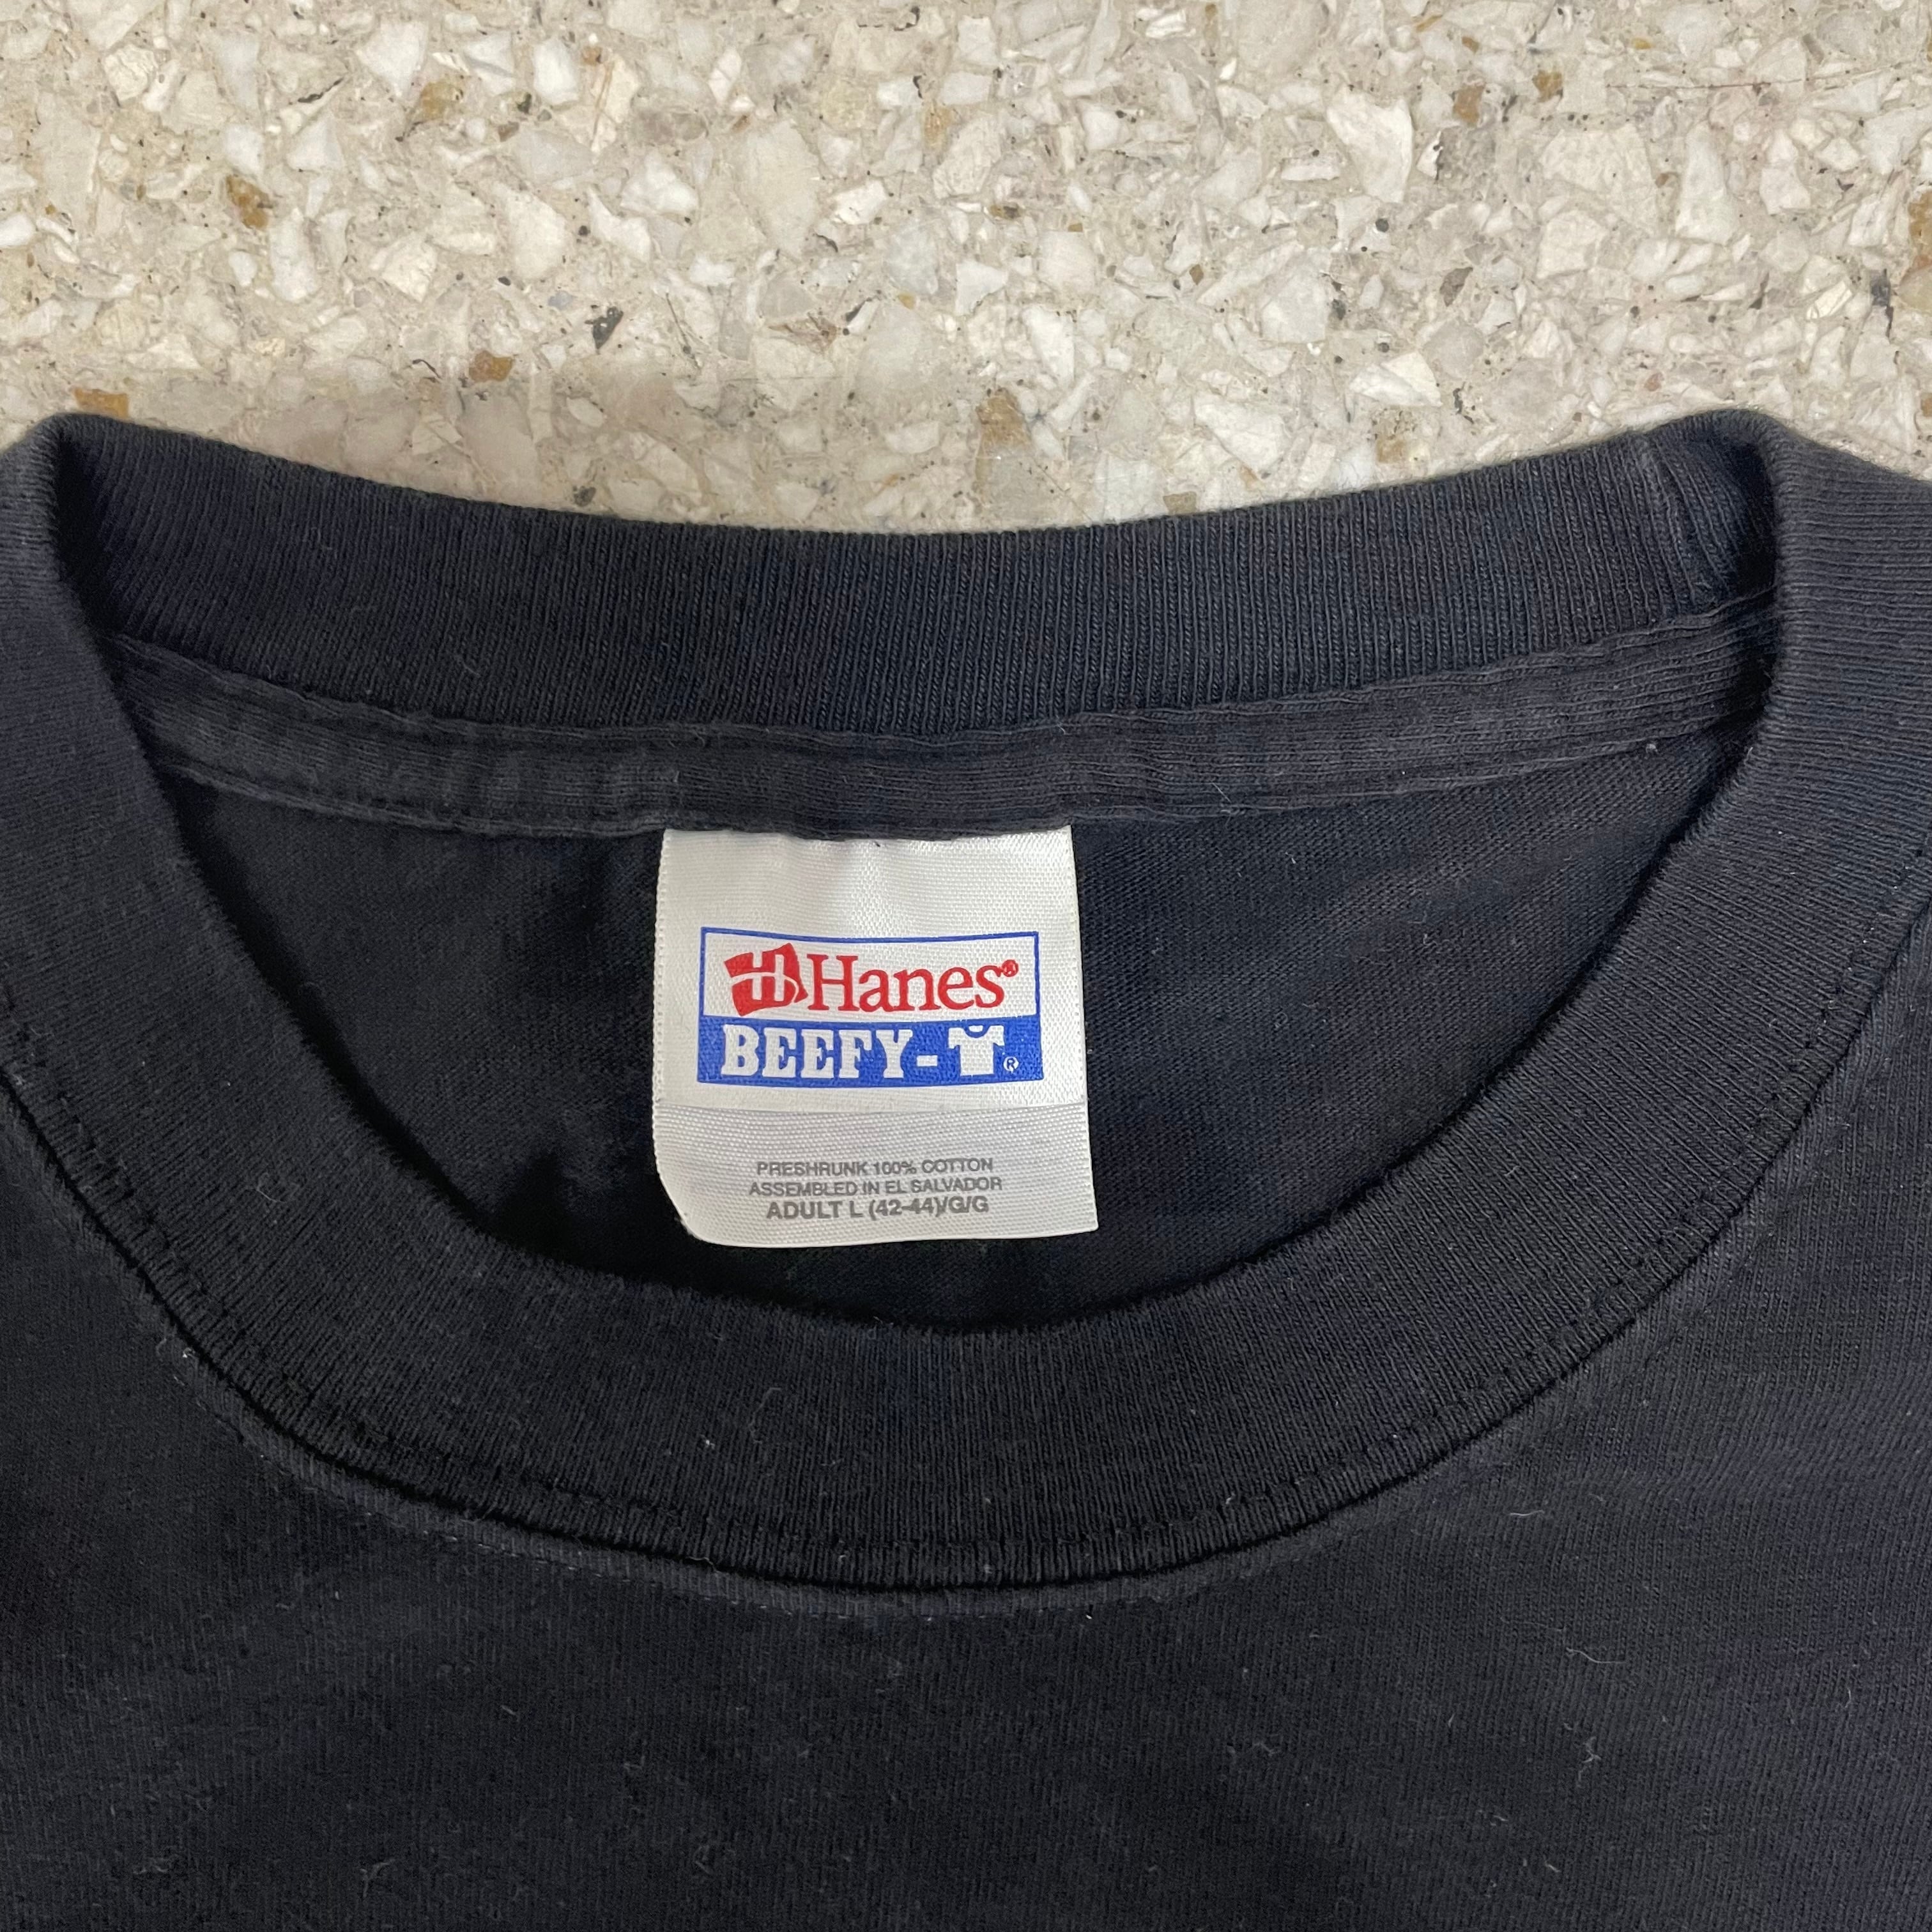 Hanes®
BEEFY-T®
PRESHRUNK 100% COTTON
ASSEMBLED IN EL SALVADOR
ADULT L (42-44)/G/G